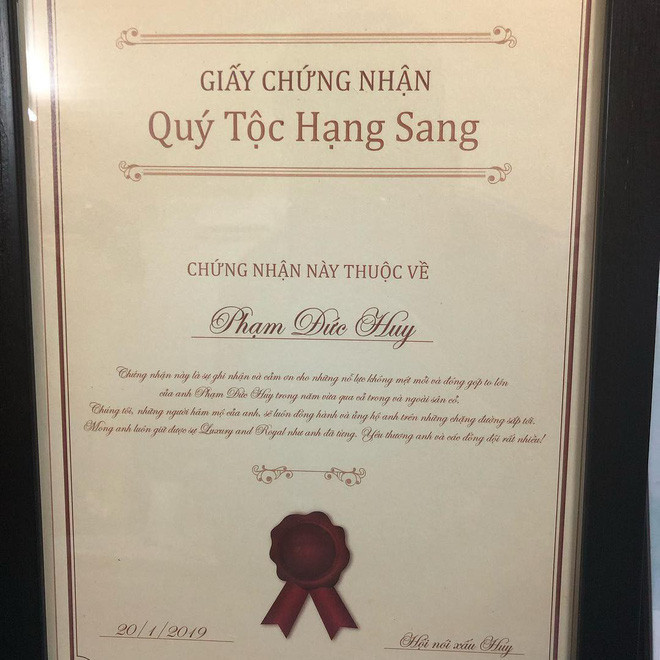 GIẤY CHỨNG NHẬN
Quý Tộc Hạng Sang
CHỨNG NHẬN NÀY THUỘC VỀ
Phạm Đức Huy
Chứng nhận này là sự ghi nhận và cảm ơn cho những nỗ lực không mệt mỏi và đóng góp to lớn
của anh Phạm Đức Huy trong năm vừa qua cả trong và ngoài sân cỏ.
Chúng tôi, những người hâm mộ của anh, sẽ luôn đồng hành và ủng hộ anh trên những chặng đường sắp tới.
Mong anh luôn giữ được sự Luxury and Royal như anh đã từng. Yêu thương anh và các đồng đội rất nhiều!
20/1/2019
Hội nói xấu Huy